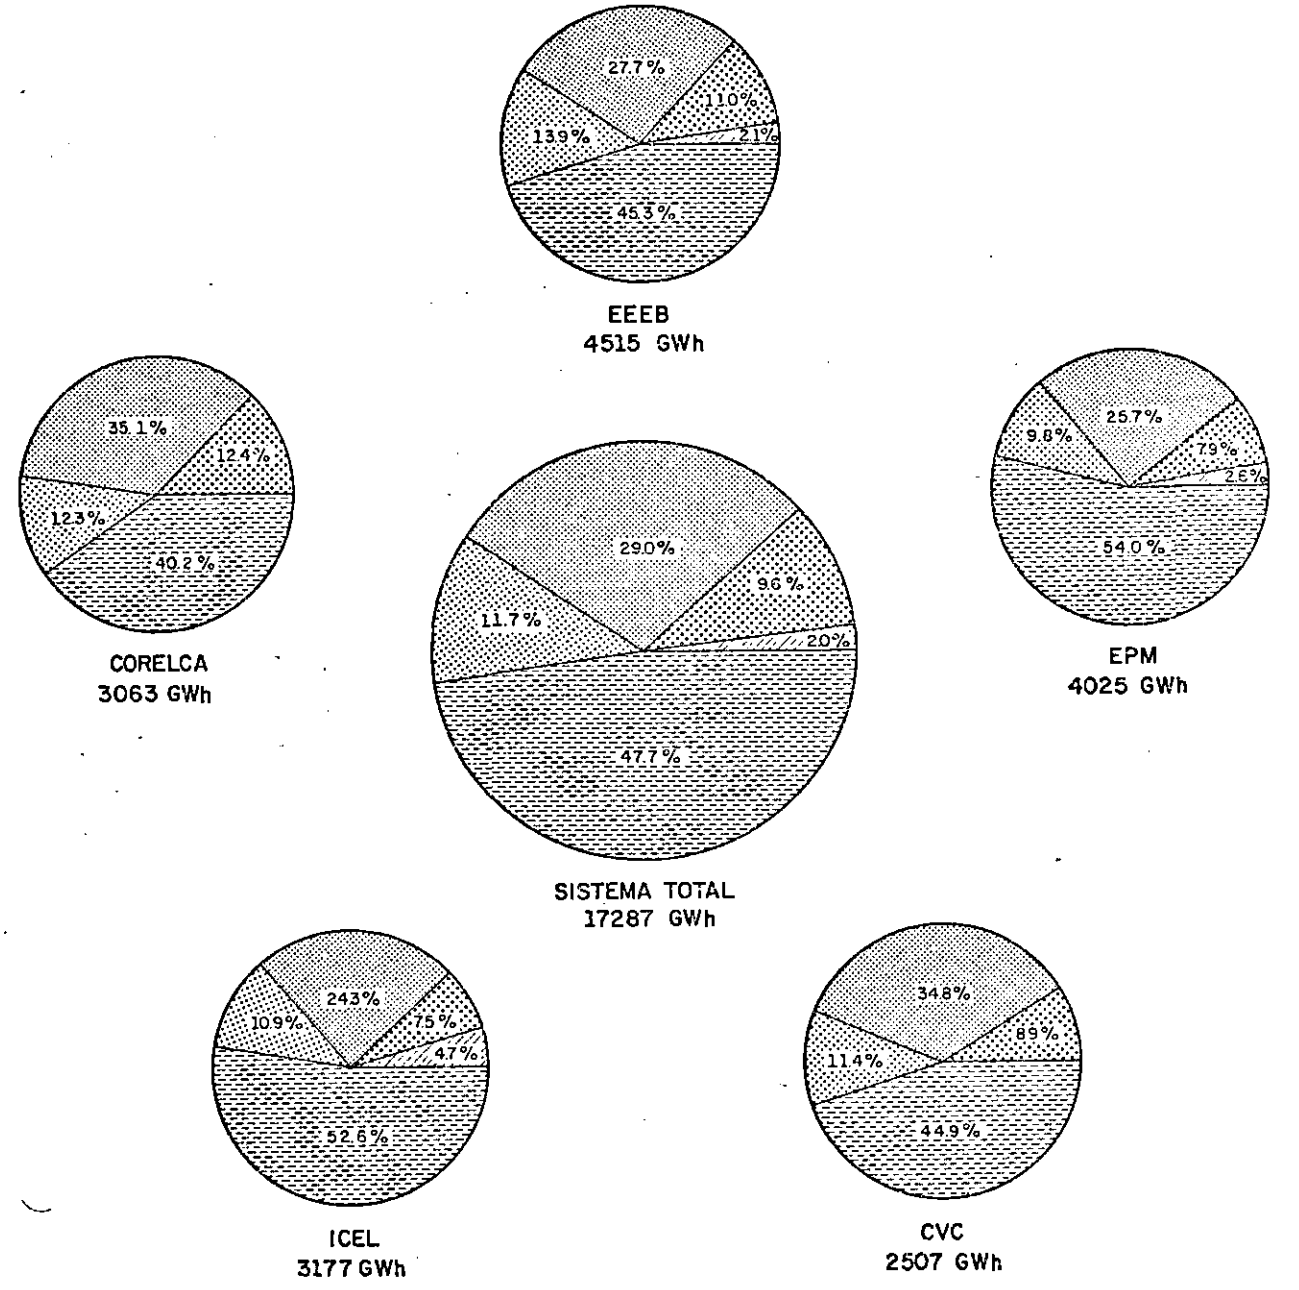 27.7%
11.0%
13.9%
2.1%
45.3%
EEEB
4515 GWh
35.1%
12.4%
12.3%
40.2%
CORELCA
3063 GWh
25.7%
9.8%
7.9%
2.6%
54.0%
EPM
4025 GWh
29.0%
9.6%
11.7%
2.0%
47.7%
SISTEMA TOTAL
17287 GWh
24.3%
10.9%
7.5%
4.7%
52.6%
ICEL
3177 GWh
34.8%
8.9%
11.4%
44.9%
CVC
2507 GWh